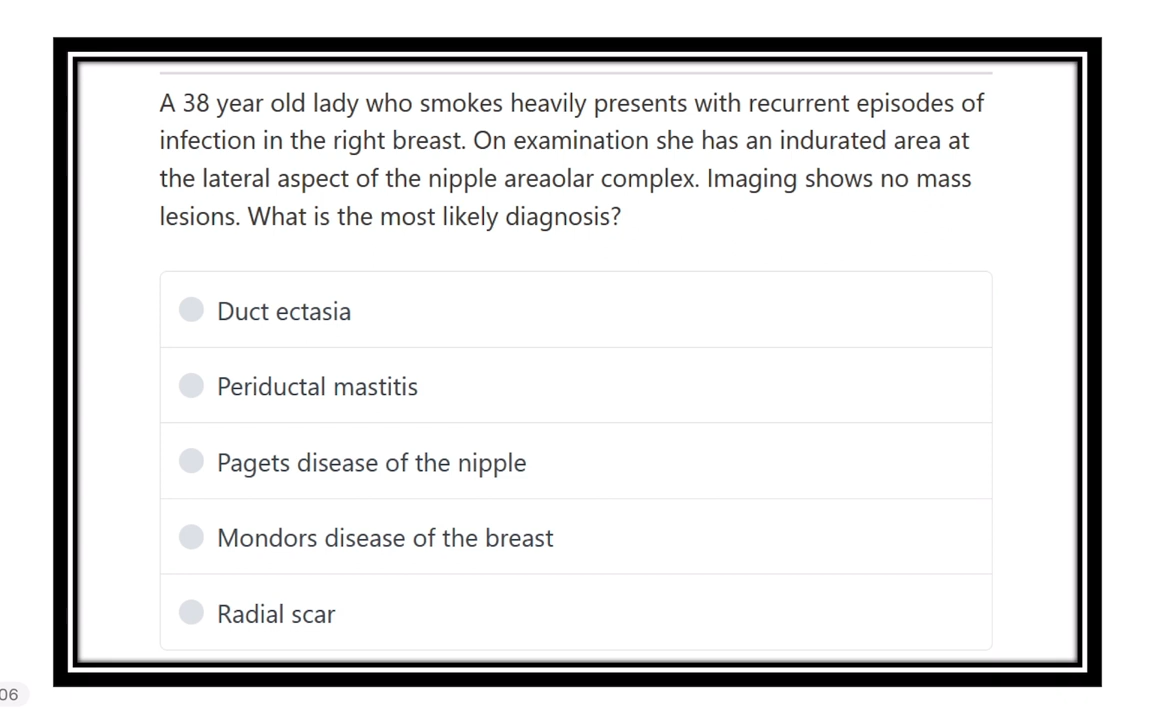 A 38 year old lady who smokes heavily presents with recurrent episodes of
infection in the right breast. On examination she has an indurated area at
the lateral aspect of the nipple areaolar complex. Imaging shows no mass
lesions. What is the most likely diagnosis?
Duct ectasia
Periductal mastitis
Pagets disease of the nipple
Mondors disease of the breast
Radial scar
06